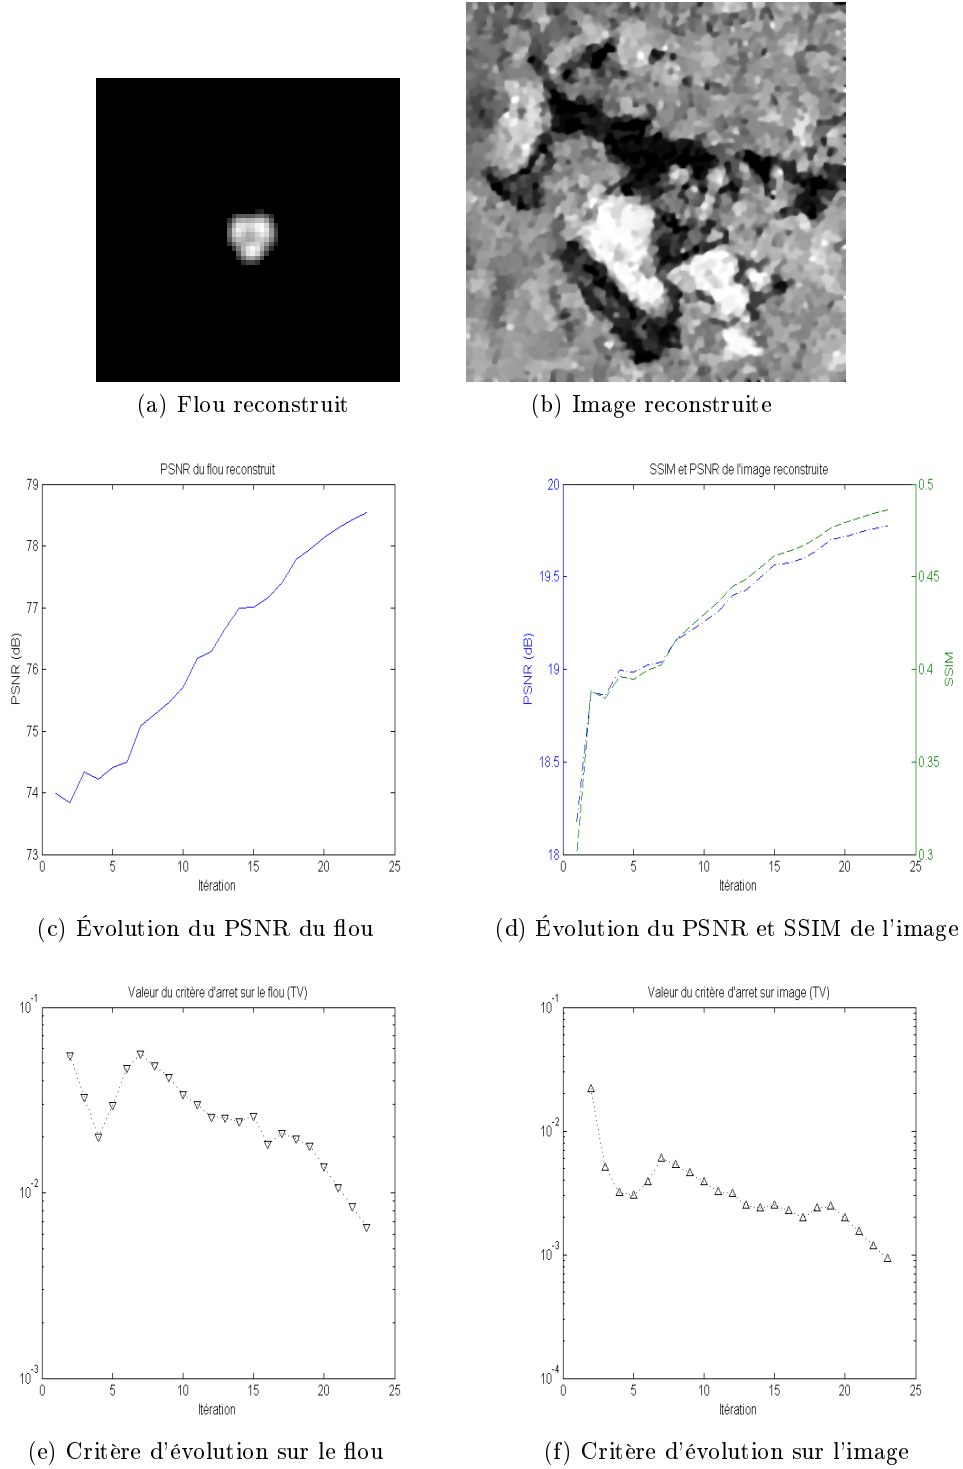 (a) Flou reconstruit
(b) Image reconstruite
PSNR du flou reconstruit
79
78
77
76
75
74
73
PSNR (dB)
0 5 10 15 20 25
Itération
SSIM et PSNR de l'image reconstruite
20
19.5
19
18.5
18
PSNR (dB)
0.5
0.45
0.4
0.35
0.3
SSIM
0 5 10 15 20 25
Itération
(c) Évolution du PSNR du flou
(d) Évolution du PSNR et SSIM de l'image
Valeur du critère d'arret sur le flou (TV)
10^-1
10^-2
10^-3
0 5 10 15 20 25
Itération
Valeur du critère d'arret sur image (TV)
10^-1
10^-2
10^-3
10^-4
0 5 10 15 20 25
Itération
(e) Critère d'évolution sur le flou
(f) Critère d'évolution sur l'image